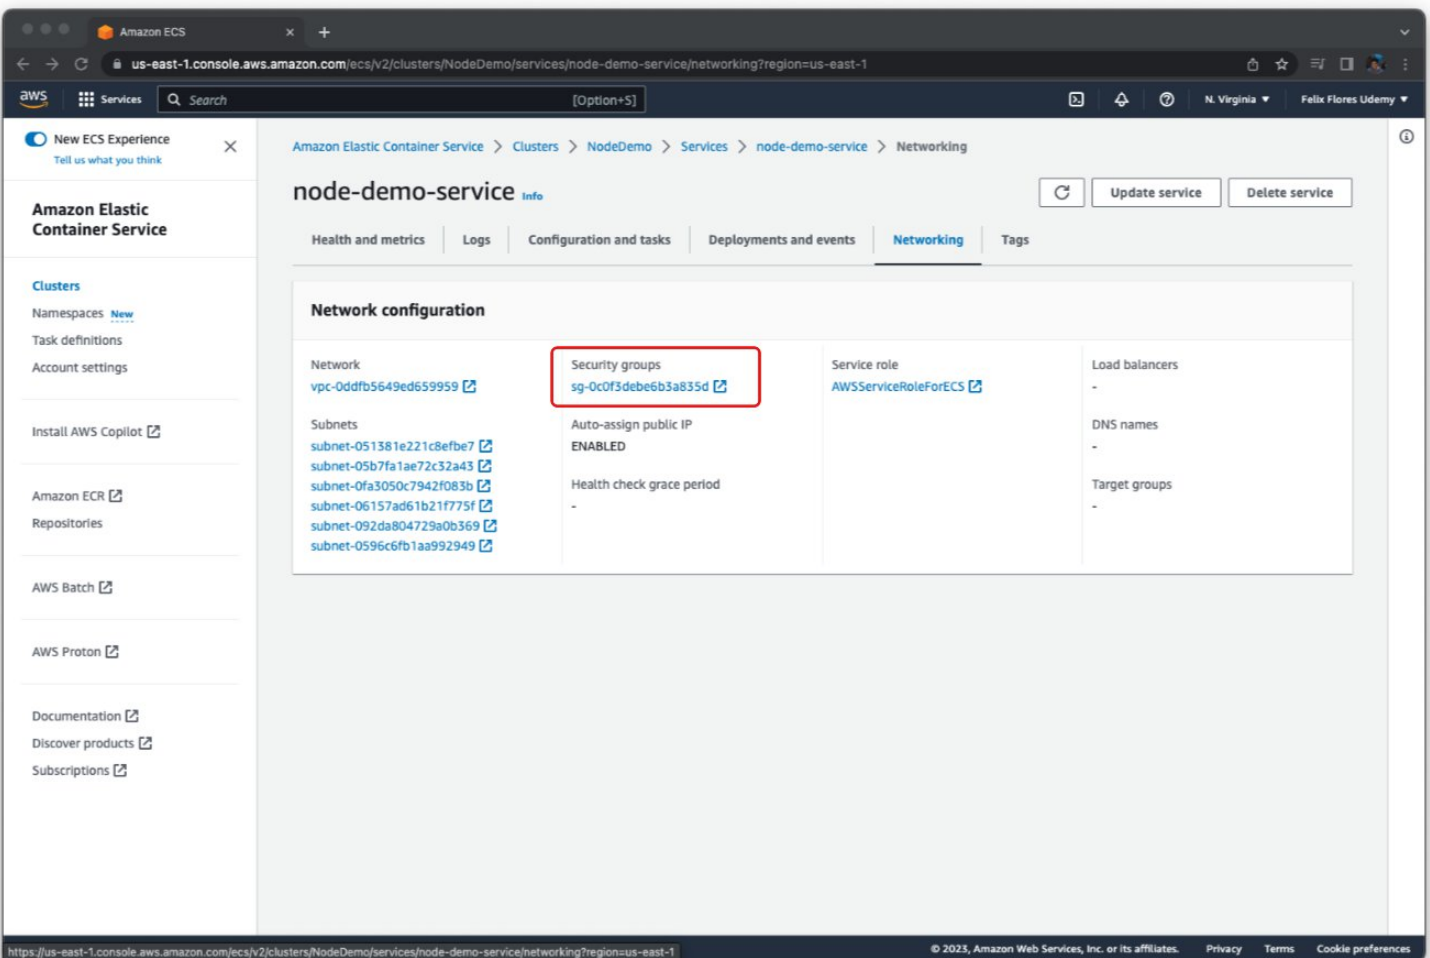 Amazon ECS
us-east-1.console.aws.amazon.com/ecs/v2/clusters/NodeDemo/services/node-demo-service/networking?region=us-east-1
aws Services Search [Option+S] N. Virginia Felix Flores Udemy
New ECS Experience
Tell us what you think
Amazon Elastic
Container Service
Clusters
Namespaces New
Task definitions
Account settings
Install AWS Copilot
Amazon ECR
Repositories
AWS Batch
AWS Proton
Documentation
Discover products
Subscriptions
Amazon Elastic Container Service > Clusters > NodeDemo > Services > node-demo-service > Networking
node-demo-service Info
Update service Delete service
Health and metrics Logs Configuration and tasks Deployments and events Networking Tags
Network configuration
Network
vpc-0ddfb5649ed659959
Subnets
subnet-051381e221c8efbe7
subnet-05b7fa1ae72c32a43
subnet-0fa3050c7942f083b
subnet-06157ad61b21f775f
subnet-092da804729a0b369
subnet-0596c6fb1aa992949
Security groups
sg-0c0f3debe6b3a835d
Auto-assign public IP
ENABLED
Health check grace period
-
Service role
AWSServiceRoleForECS
Load balancers
-
DNS names
-
Target groups
-
https://us-east-1.console.aws.amazon.com/ecs/v2/clusters/NodeDemo/services/node-demo-service/networking?region=us-east-1
© 2023, Amazon Web Services, Inc. or its affiliates. Privacy Terms Cookie preferences